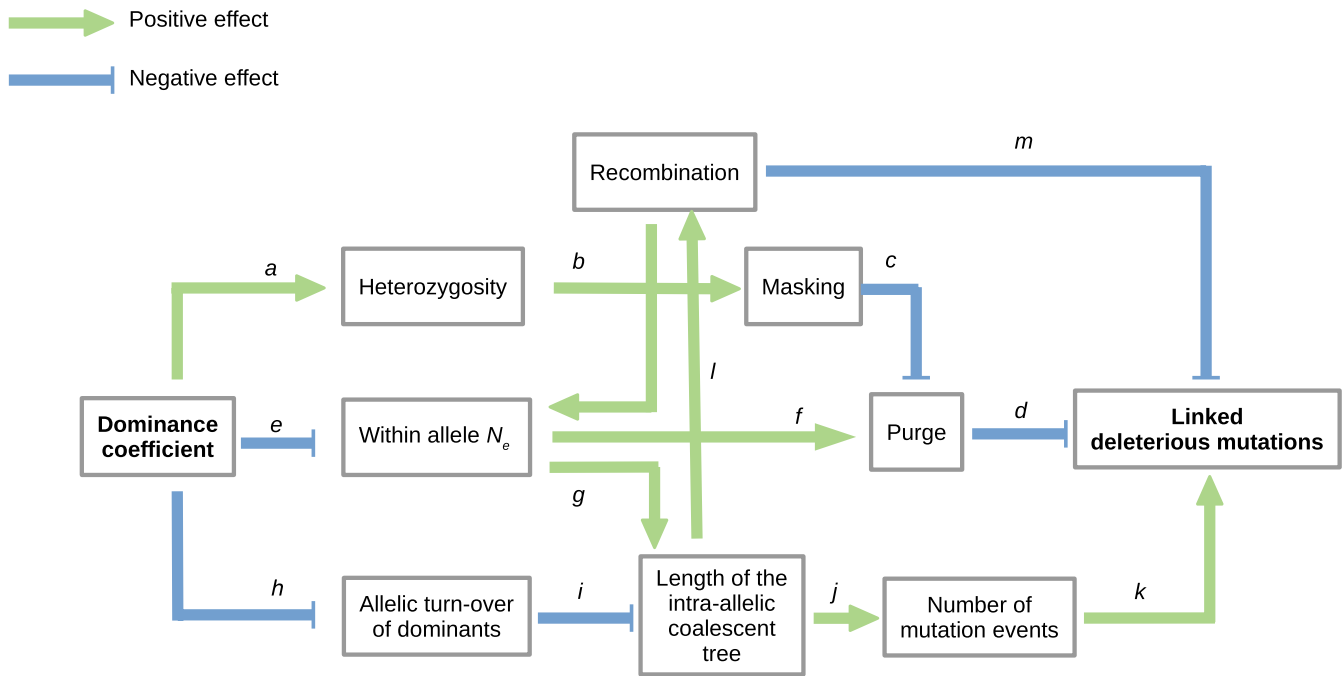 Positive effect
Negative effect
m
Recombination
a
b
c
Heterozygosity
Masking
l
Dominance
coefficient
e
Within allele Ne
f
Purge
d
Linked
deleterious mutations
g
h
Allelic turn-over
of dominants
i
Length of the
intra-allelic
coalescent
tree
j
Number of
mutation events
k